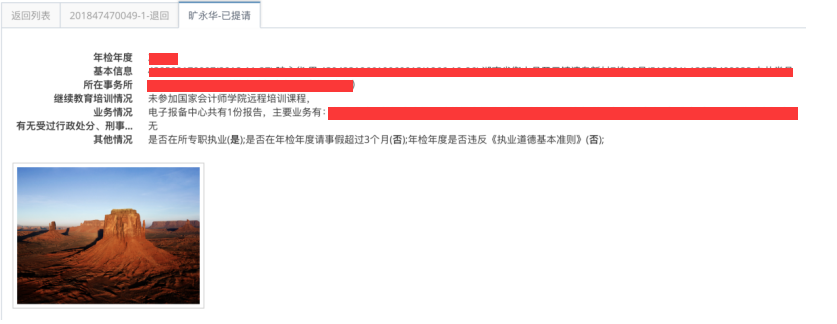 返回列表 201847470049-1-退回 旷永华-已提请
年检年度
基本信息
所在事务所
继续教育培训情况 未参加国家会计师学院远程培训课程，
业务情况 电子报备中心共有1份报告，主要业务有:
有无受过行政处分、刑事... 无
其他情况 是否在所专职执业(是);是否在年检年度请事假超过3个月(否);年检年度是否违反《执业道德基本准则》(否);